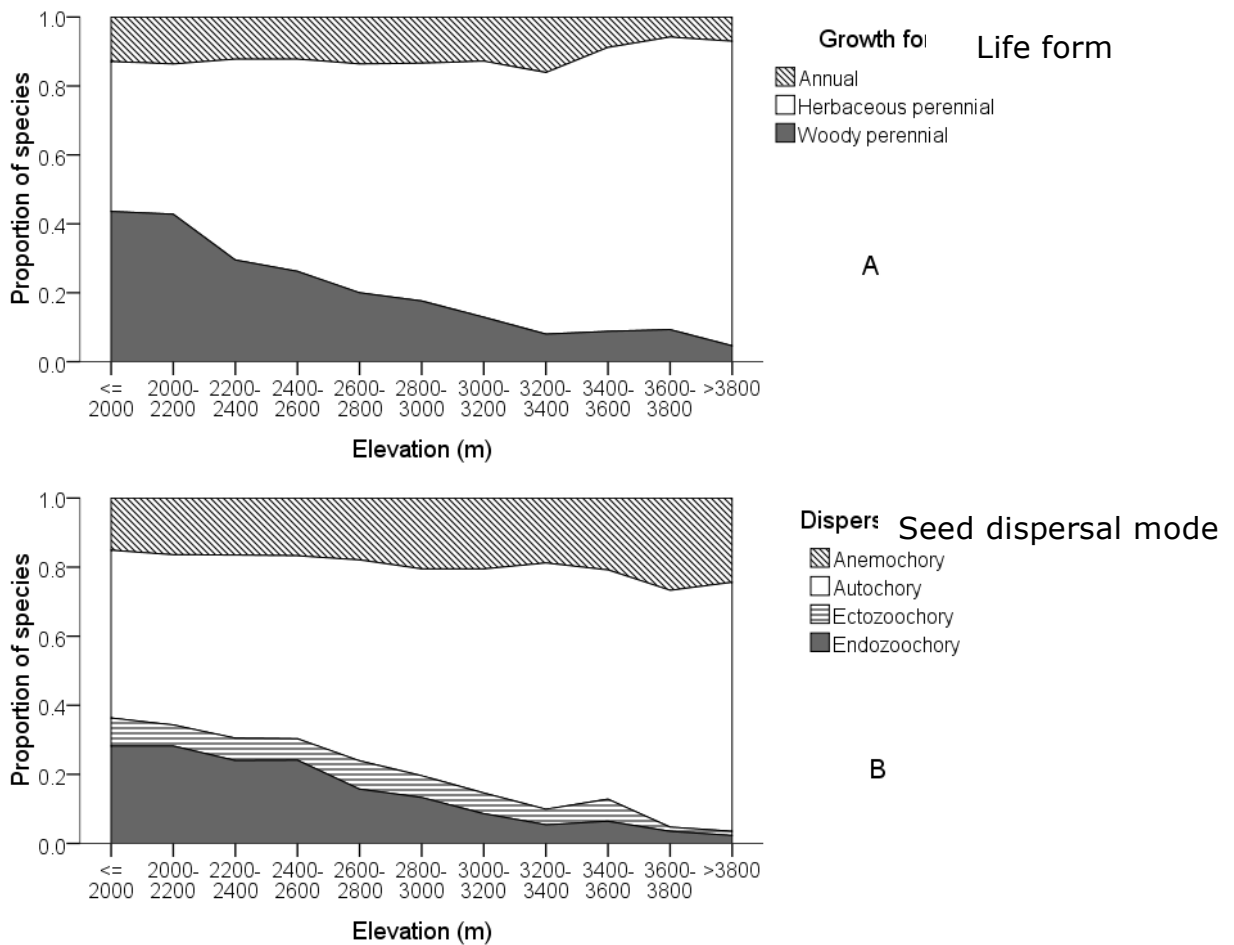 1.0
0.8
0.6
0.4
0.2
0.0
Proportion of species
<= 2000- 2200- 2400- 2600- 2800- 3000- 3200- 3400- 3600- >3800
2000 2200 2400 2600 2800 3000 3200 3400 3600 3800
Elevation (m)
Growth for Life form
Annual
Herbaceous perennial
Woody perennial
A
1.0
0.8
0.6
0.4
0.2
0.0
Proportion of species
<= 2000- 2200- 2400- 2600- 2800- 3000- 3200- 3400- 3600- >3800
2000 2200 2400 2600 2800 3000 3200 3400 3600 3800
Elevation (m)
Dispers Seed dispersal mode
Anemochory
Autochory
Ectozoochory
Endozoochory
B